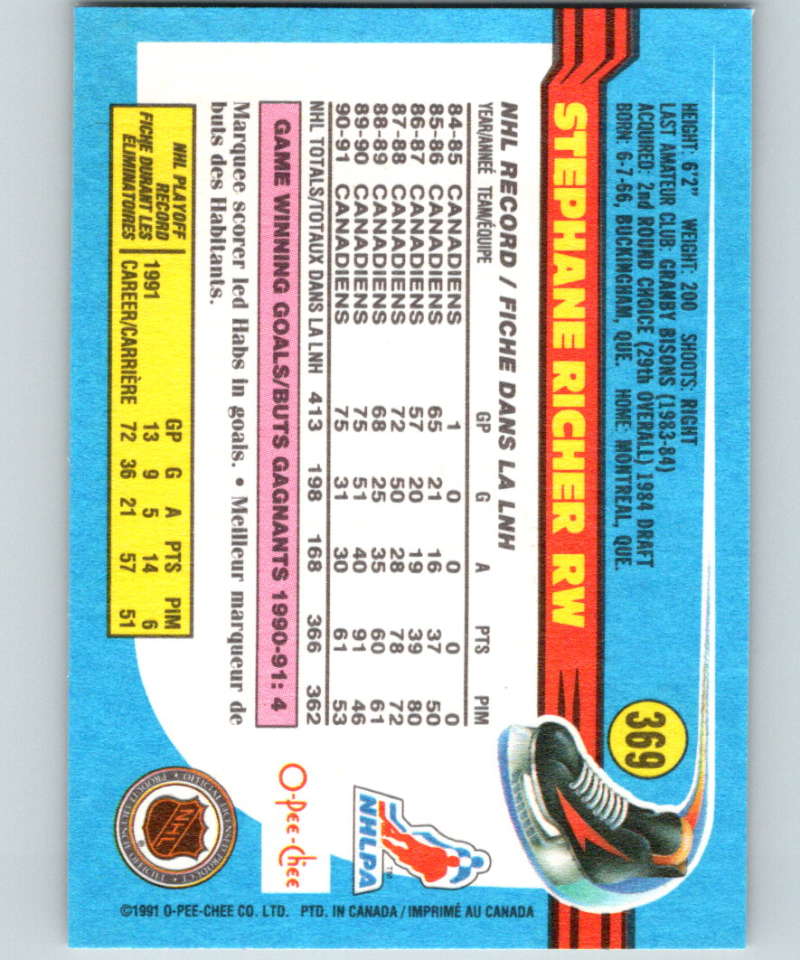 369
HEIGHT: 6'2" WEIGHT: 200 SHOOTS: RIGHT
LAST AMATEUR CLUB: GRANBY BISONS (1983-84)
ACQUIRED: 2nd ROUND CHOICE (29th OVERALL) 1984 DRAFT
BORN: 6-7-66, BUCKINGHAM, QUE. HOME: MONTREAL, QUE.
STEPHANE RICHER RW
NHL RECORD / FICHE DANS LA LNH
YEAR/ANNÉE TEAM/ÉQUIPE GP G A PTS PIM
84-85 CANADIENS 1 0 0 0 0
85-86 CANADIENS 65 21 16 37 50
86-87 CANADIENS 57 20 19 39 80
87-88 CANADIENS 72 50 28 78 72
88-89 CANADIENS 68 25 35 60 61
89-90 CANADIENS 75 51 40 91 46
90-91 CANADIENS 75 31 30 61 53
NHL TOTALS/TOTAUX DANS LA LNH 413 198 168 366 362
GAME WINNING GOALS/BUTS GAGNANTS 1990-91: 4
Marquee scorer led Habs in goals. • Meilleur marqueur de
buts des Habitants.
NHL PLAYOFF
RECORD
FICHE DURANT LES
ÉLIMINATOIRES
GP G A PTS PIM
1991 13 9 5 14 6
CAREER/CARRIÈRE 72 36 21 57 51
NHLPA
TM
O-Pee-Chee
NHL
©1991 O-PEE-CHEE CO. LTD. PTD. IN CANADA / IMPRIMÉ AU CANADA